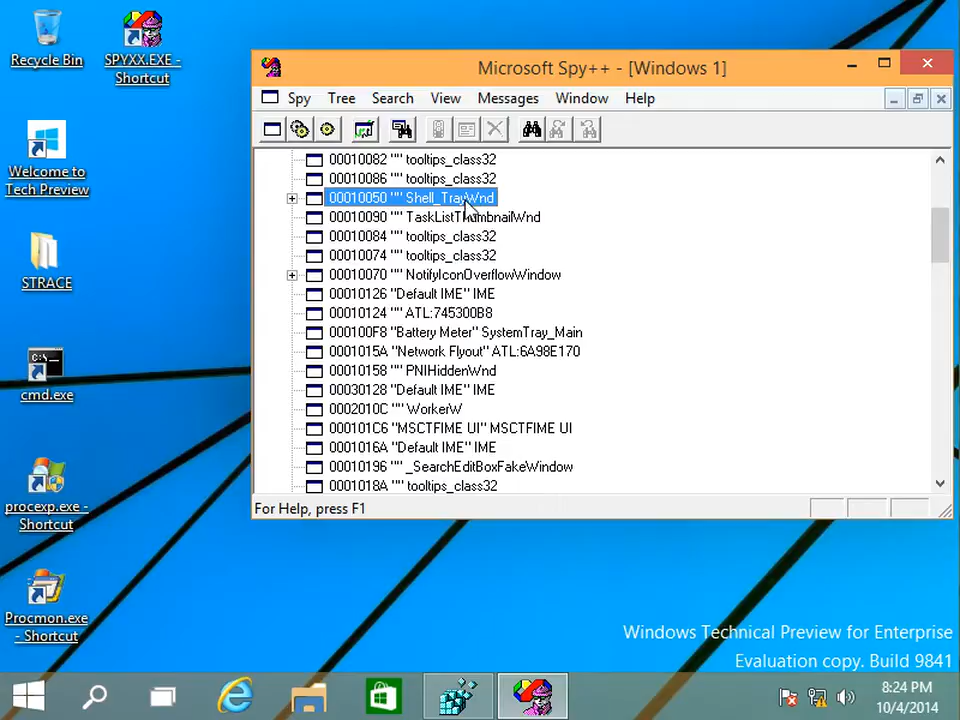 Recycle Bin
SPYXX.EXE -
Shortcut
Welcome to
Tech Preview
STRACE
cmd.exe
procexp.exe -
Shortcut
Procmon.exe
- Shortcut
Microsoft Spy++ - [Windows 1]
Spy Tree Search View Messages Window Help
00010082 "" tooltips_class32
00010086 "" tooltips_class32
00010050 "" Shell_TrayWnd
00010090 "" TaskListThumbnailWnd
00010084 "" tooltips_class32
00010074 "" tooltips_class32
00010070 "" NotifyIconOverflowWindow
00010126 "Default IME" IME
00010124 "" ATL:745300B8
000100F8 "Battery Meter" SystemTray_Main
0001015A "Network Flyout" ATL:6A98E170
00010158 "" PNIHiddenWnd
00030128 "Default IME" IME
0002010C "" WorkerW
000101C6 "MSCTFIME UI" MSCTFIME UI
0001016A "Default IME" IME
00010196 "" _SearchEditBoxFakeWindow
0001018A "" tooltips_class32
For Help, press F1
Windows Technical Preview for Enterprise
Evaluation copy. Build 9841
8:24 PM
10/4/2014